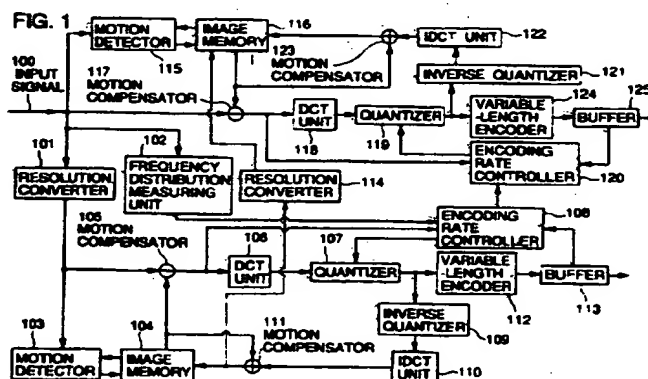 FIG. 1
MOTION
DETECTOR
115
IMAGE
MEMORY
116
123
MOTION
COMPENSATOR
IDCT UNIT
122
INVERSE QUANTIZER
121
100
INPUT
SIGNAL
117
MOTION
COMPENSATOR
DCT
UNIT
118
QUANTIZER
119
124
VARIABLE
-LENGTH
ENCODER
125
BUFFER
101
RESOLUTION
CONVERTER
102
FREQUENCY
DISTRIBUTION
MEASURING
UNIT
RESOLUTION
CONVERTER
114
ENCODING
RATE
CONTROLLER
120
105
MOTION
COMPENSATOR
106
DCT
UNIT
107
QUANTIZER
ENCODING
RATE
CONTROLLER
108
VARIABLE
-LENGTH
ENCODER
112
BUFFER
113
INVERSE
QUANTIZER
109
103
MOTION
DETECTOR
104
IMAGE
MEMORY
111
MOTION
COMPENSATOR
IDCT
UNIT
110